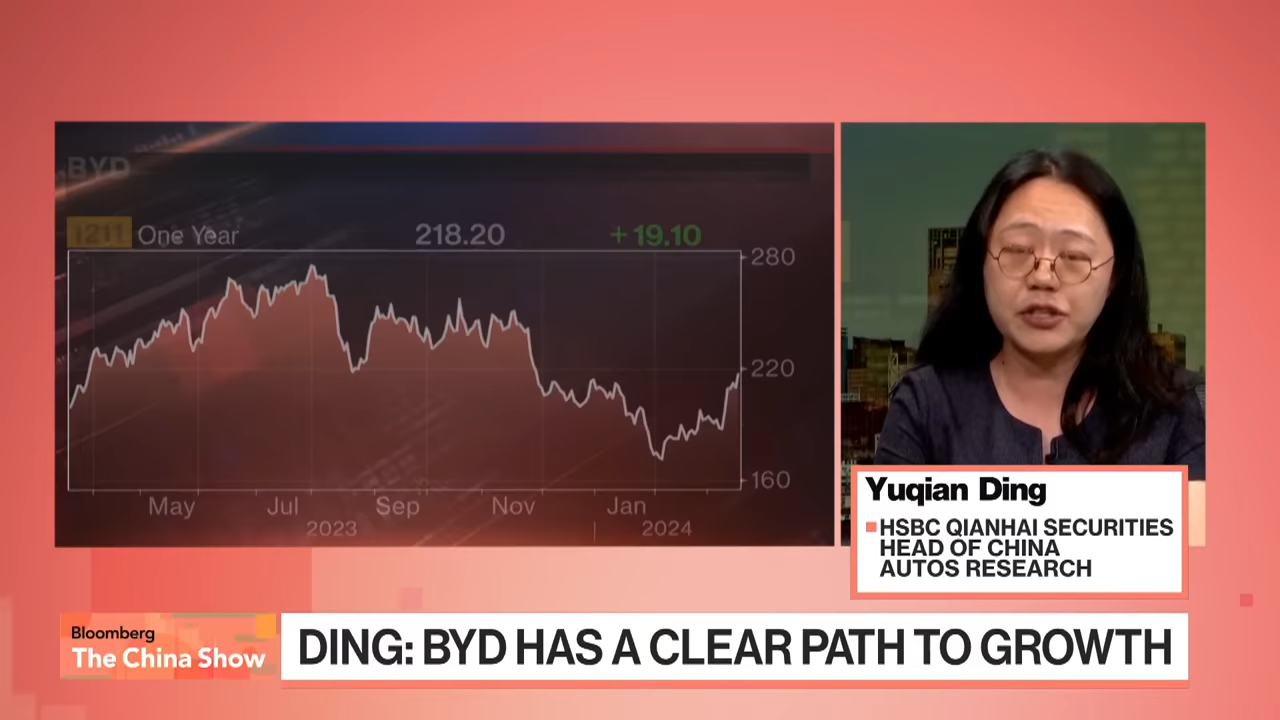 BYD
1211 One Year 218.20 +19.10
280
220
160
May Jul Sep Nov Jan
2023 2024
Yuqian Ding
HSBC QIANHAI SECURITIES
HEAD OF CHINA
AUTOS RESEARCH
Bloomberg
The China Show
DING: BYD HAS A CLEAR PATH TO GROWTH